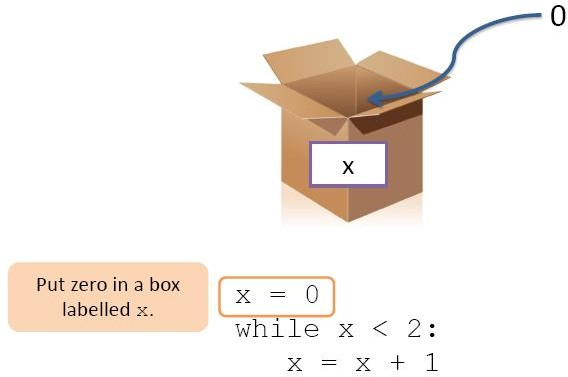 0
x
Put zero in a box
labelled x.
x = 0
while x < 2:
    x = x + 1